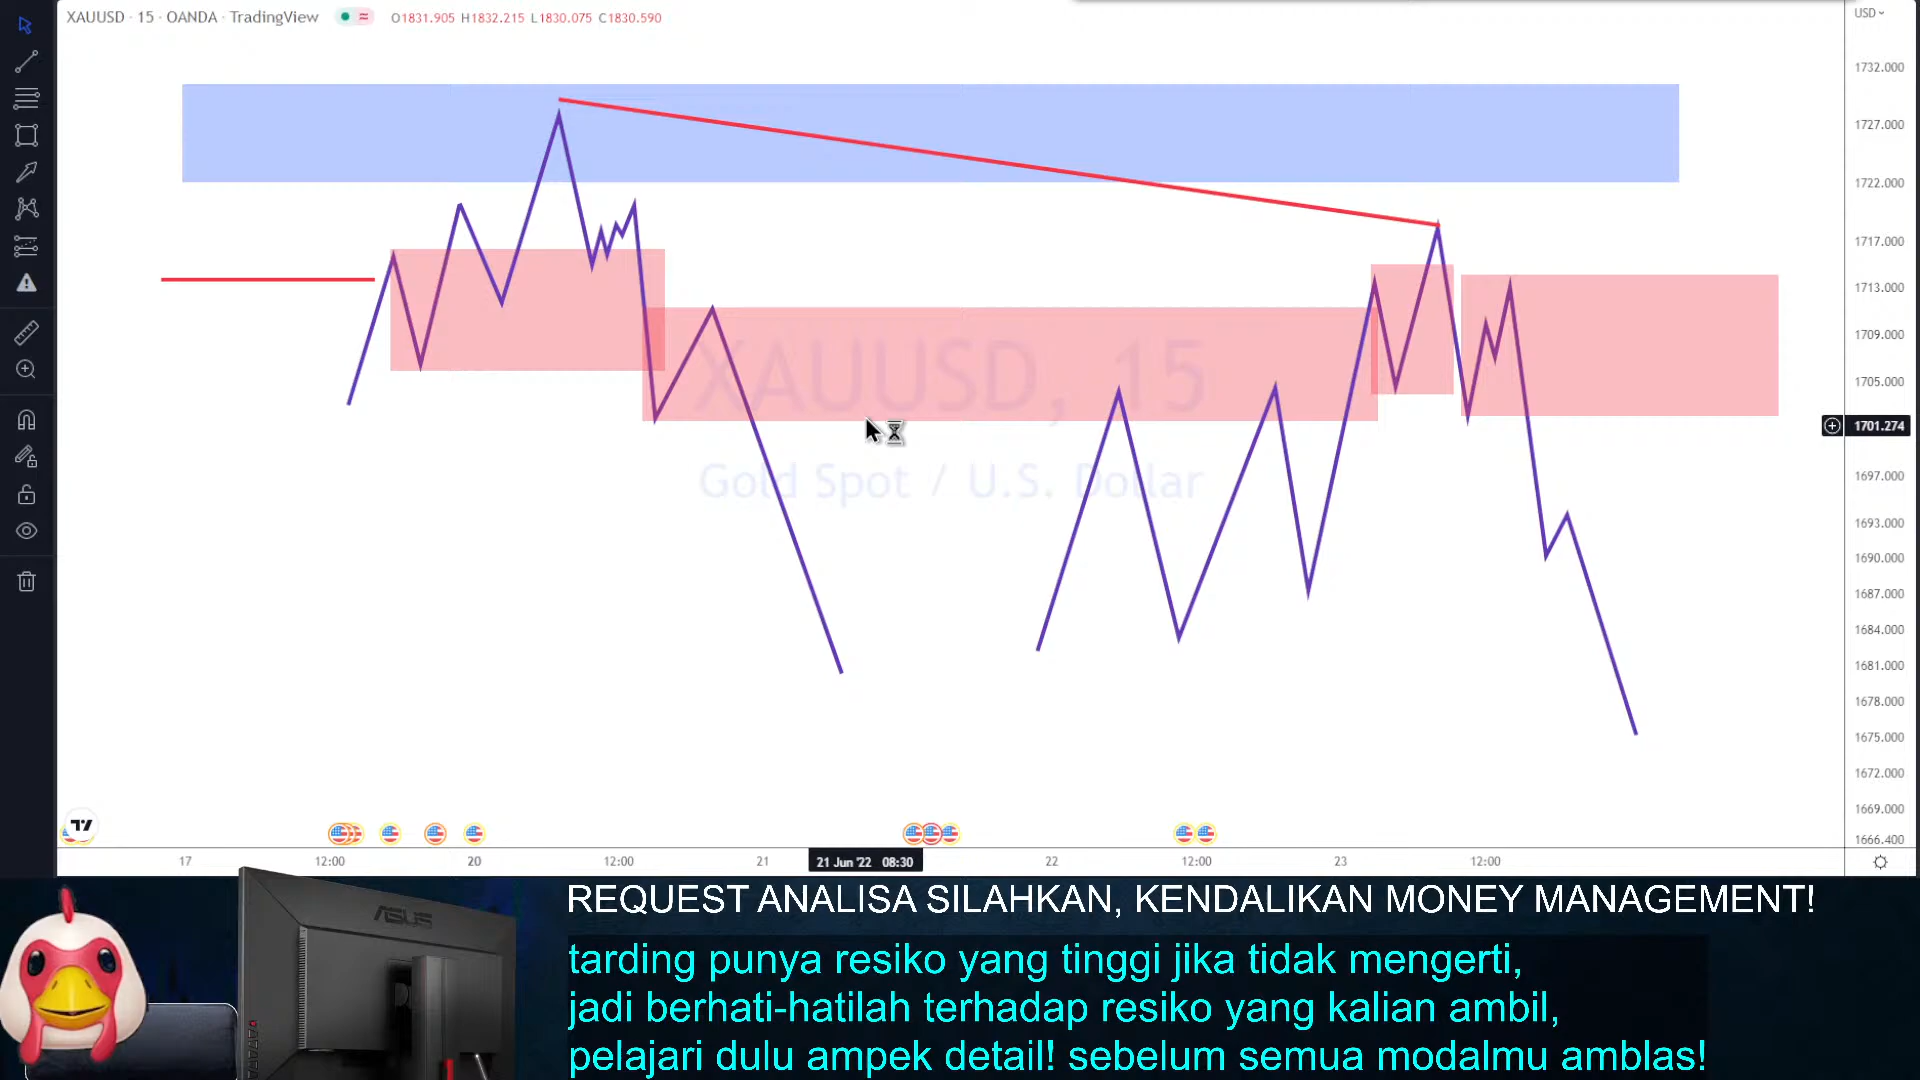 XAUUSD · 15 · OANDA · TradingView
O1831.905 H1832.215 L1830.075 C1830.590
USD
1732.000
1727.000
1722.000
1717.000
1713.000
1709.000
1705.000
1701.274
1697.000
1693.000
1690.000
1687.000
1684.000
1681.000
1678.000
1675.000
1672.000
1669.000
1666.400
XAUUSD, 15
Gold Spot / U.S. Dollar
17 12:00 20 12:00 21 21 Jun '22 08:30 22 12:00 23 12:00
ASUS
REQUEST ANALISA SILAHKAN, KENDALIKAN MONEY MANAGEMENT!
tarding punya resiko yang tinggi jika tidak mengerti,
jadi berhati-hatilah terhadap resiko yang kalian ambil,
pelajari dulu ampek detail! sebelum semua modalmu amblas!